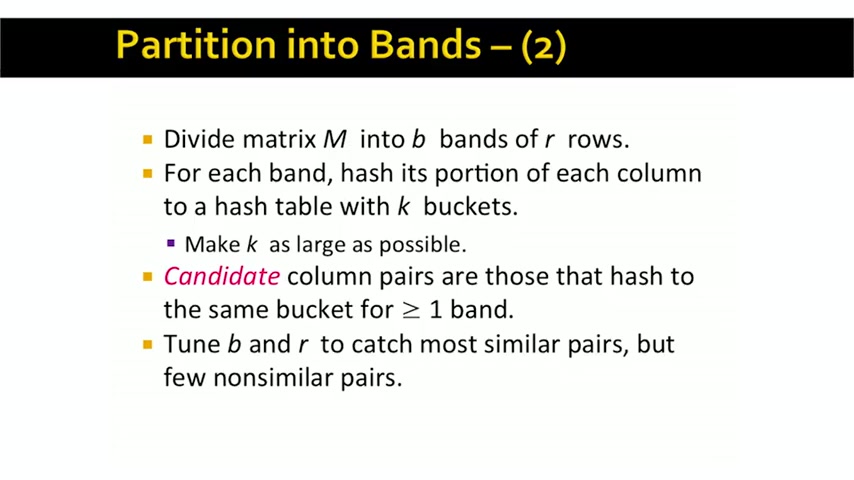 Partition into Bands – (2)
Divide matrix M into b bands of r rows.
For each band, hash its portion of each column
to a hash table with k buckets.
Make k as large as possible.
Candidate column pairs are those that hash to
the same bucket for ≥ 1 band.
Tune b and r to catch most similar pairs, but
few nonsimilar pairs.